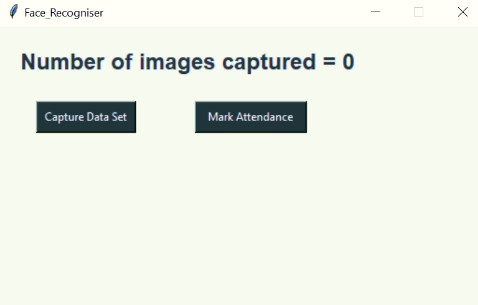 Face_Recogniser
Number of images captured = 0
Capture Data Set
Mark Attendance